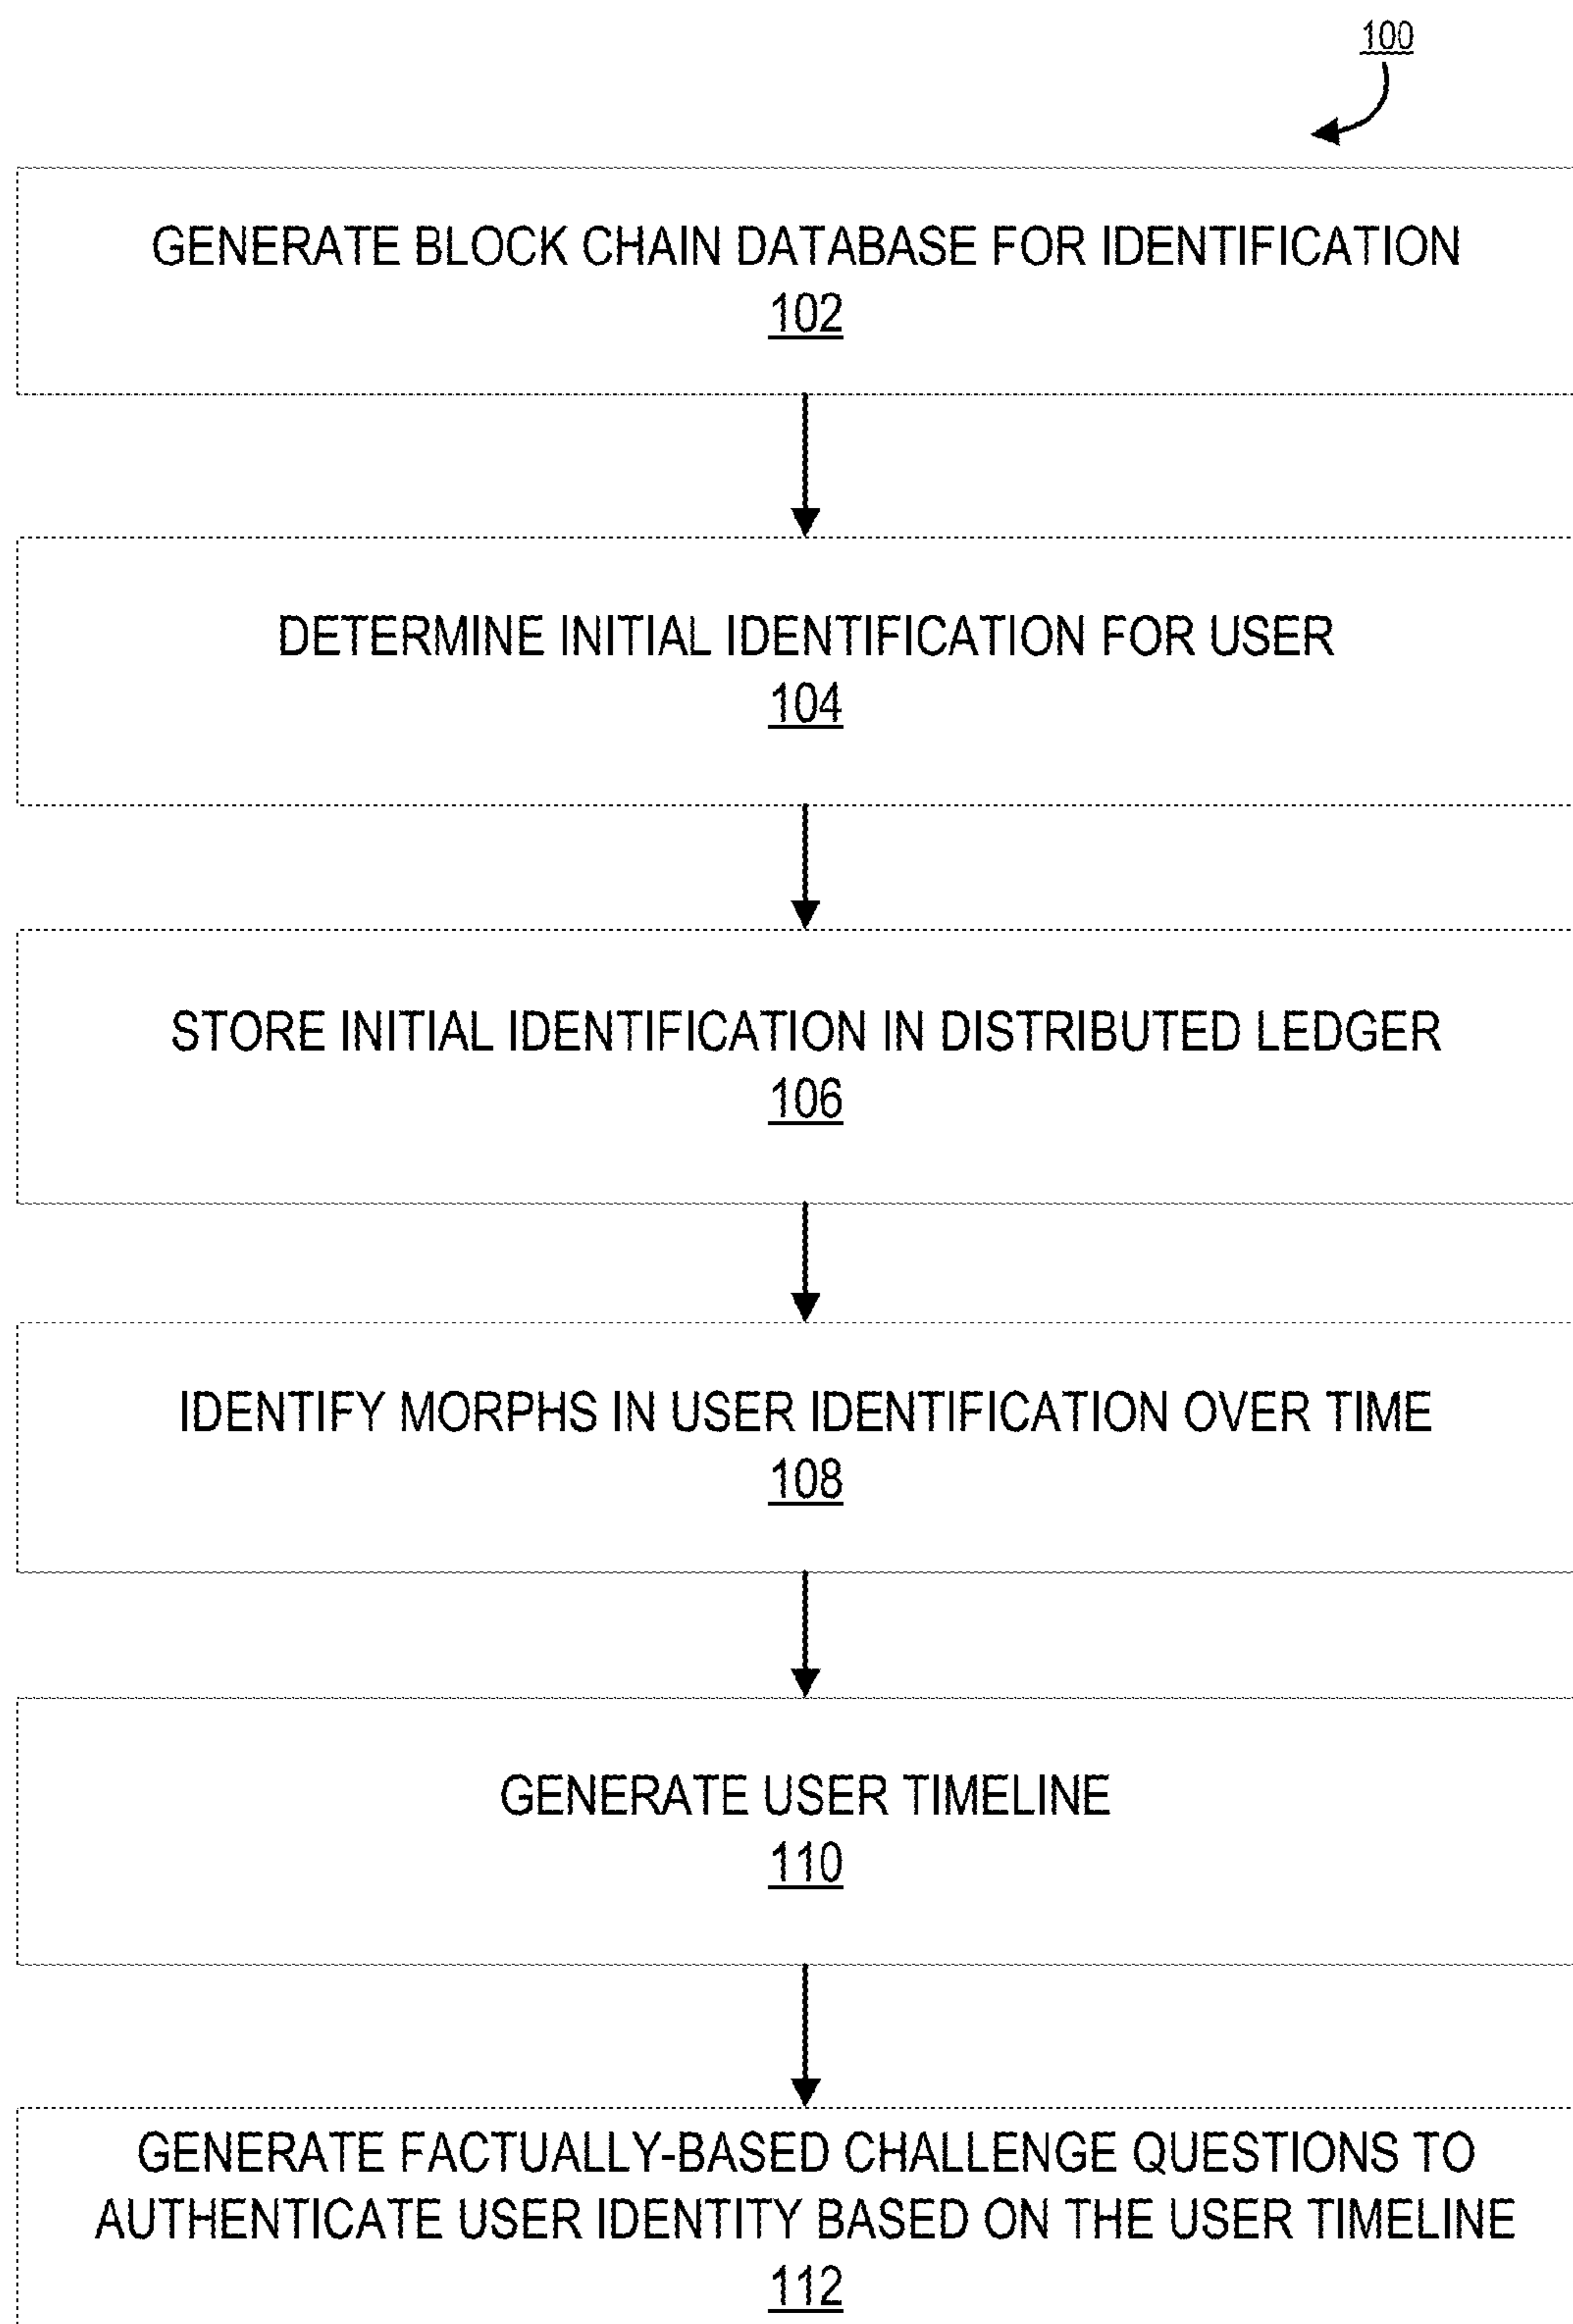 100
GENERATE BLOCK CHAIN DATABASE FOR IDENTIFICATION
102
DETERMINE INITIAL IDENTIFICATION FOR USER
104
STORE INITIAL IDENTIFICATION IN DISTRIBUTED LEDGER
106
IDENTIFY MORPHS IN USER IDENTIFICATION OVER TIME
108
GENERATE USER TIMELINE
110
GENERATE FACTUALLY-BASED CHALLENGE QUESTIONS TO
AUTHENTICATE USER IDENTITY BASED ON THE USER TIMELINE
112